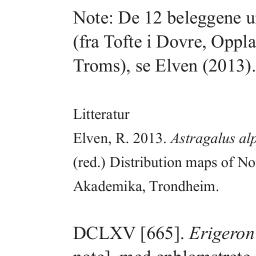 Note: De 12 beleggene u
(fra Tofte i Dovre, Oppla
Troms), se Elven (2013).
Litteratur
Elven, R. 2013. Astragalus alp
(red.) Distribution maps of No
Akademika, Trondheim.
DCLXV [665]. Erigeron